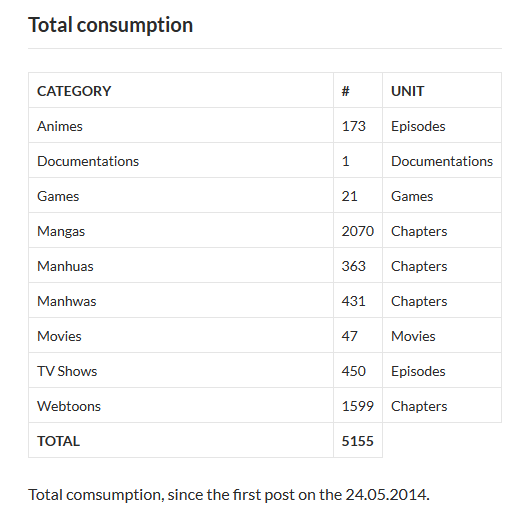 Total consumption
CATEGORY # UNIT
Animes 173 Episodes
Documentations 1 Documentations
Games 21 Games
Mangas 2070 Chapters
Manhuas 363 Chapters
Manhwas 431 Chapters
Movies 47 Movies
TV Shows 450 Episodes
Webtoons 1599 Chapters
TOTAL 5155
Total comsumption, since the first post on the 24.05.2014.